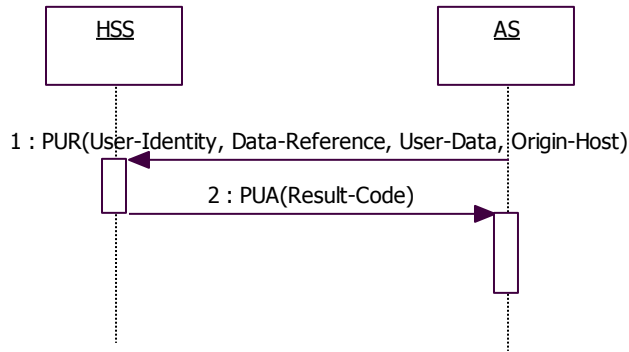 HSS
AS
1 : PUR(User-Identity, Data-Reference, User-Data, Origin-Host)
2 : PUA(Result-Code)